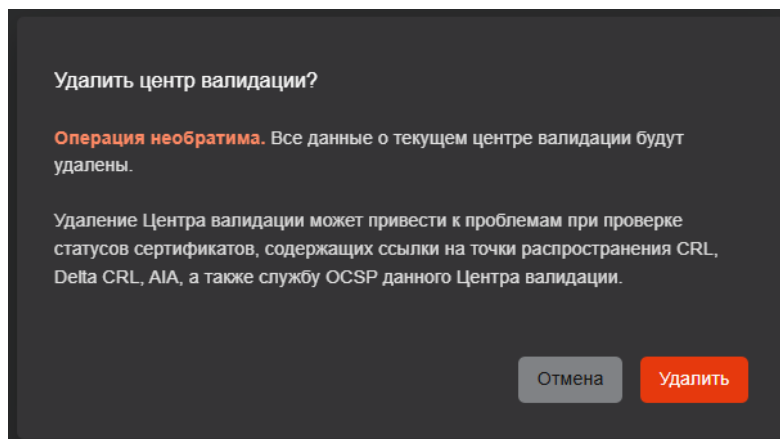 Удалить центр валидации?
Операция необратима. Все данные о текущем центре валидации будут
удалены.
Удаление Центра валидации может привести к проблемам при проверке
статусов сертификатов, содержащих ссылки на точки распространения CRL,
Delta CRL, AIA, а также службу OCSP данного Центра валидации.
Отмена
Удалить